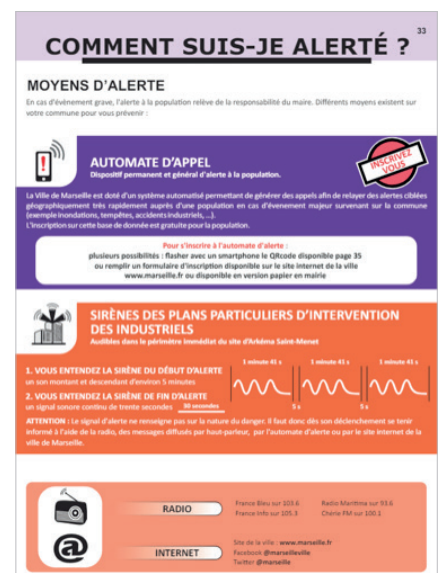 33
COMMENT SUIS-JE ALERTÉ ?
MOYENS D'ALERTE
En cas d'évènement grave, l'alerte à la population relève de la responsabilité du maire. Différents moyens existent sur
votre commune pour vous prévenir :
AUTOMATE D'APPEL
Dispositif permanent et général d'alerte à la population.
INSCRIVEZ
VOUS
La Ville de Marseille est doté d'un système automatisé permettant de générer des appels afin de relayer des alertes ciblées
géographiquement très rapidement auprès d'une population en cas d'évènement majeur survenant sur la commune
(exemple inondations, tempêtes, accidents industriels, ...).
L'inscription sur cette base de donnée est gratuite pour la population.
Pour s'inscrire à l'automate d'alerte :
plusieurs possibilités : flasher avec un smartphone le QRcode disponible page 35
ou remplir un formulaire d'inscription disponible sur le site internet de la ville
www.marseille.fr ou disponible en version papier en mairie
SIRÈNES DES PLANS PARTICULIERS D'INTERVENTION
DES INDUSTRIELS
Audibles dans le périmètre immédiat du site d'Arkéma Saint-Menet
1. VOUS ENTENDEZ LA SIRÈNE DU DÉBUT D'ALERTE
un son montant et descendant d'environ 5 minutes
2. VOUS ENTENDEZ LA SIRÈNE DE FIN D'ALERTE
un signal sonore continu de trente secondes 30 secondes
1 minute 41 s 1 minute 41 s 1 minute 41 s
5 s 5 s
ATTENTION : Le signal d'alerte ne renseigne pas sur la nature du danger. Il faut donc dès son déclenchement se tenir
informé à l'aide de la radio, des messages diffusés par haut-parleur, par l'automate d'alerte ou par le site internet de la
ville de Marseille.
RADIO
France Bleu sur 103.6 Radio Maritima sur 93.6
France Info sur 105.3 Chérie FM sur 100.1
@
INTERNET
Site de la ville : www.marseille.fr
Facebook @marseilleville
Twitter @marseille